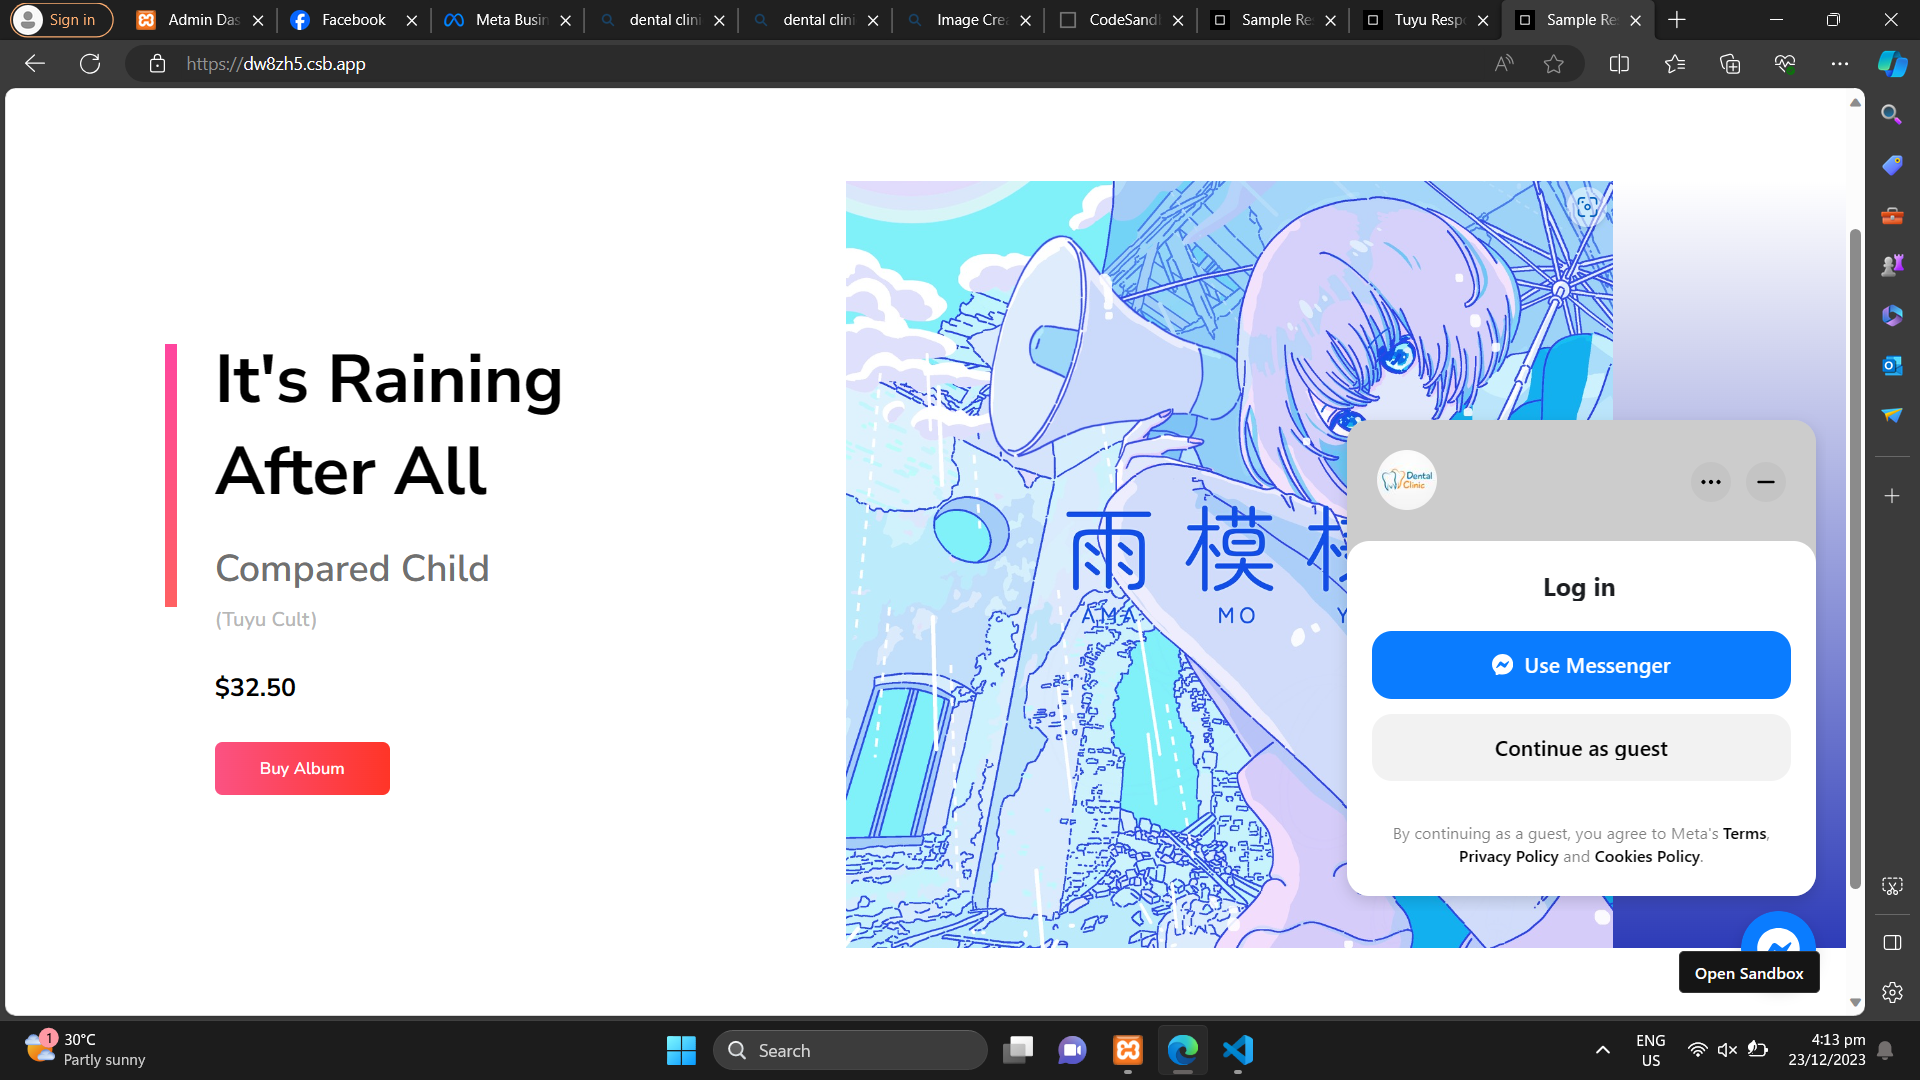 Sign in
Admin Das
Facebook
Meta Busin
dental clini
dental clini
Image Crea
CodeSandl
Sample Re
Tuyu Resp
Sample Re
https://dw8zh5.csb.app
It's Raining
After All
Compared Child
(Tuyu Cult)
$32.50
Buy Album
雨模
AMA MO Y
Dental
Clinic
Log in
Use Messenger
Continue as guest
By continuing as a guest, you agree to Meta's Terms,
Privacy Policy and Cookies Policy.
Open Sandbox
1
30°C
Partly sunny
Search
ENG
US
4:13 pm
23/12/2023